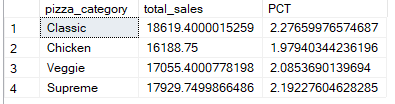 pizza_category total_sales PCT
1 Classic 18619.4000015259 2.27659976574687
2 Chicken 16188.75 1.97940344236196
3 Veggie 17055.4000778198 2.0853690139694
4 Supreme 17929.7499866486 2.19227604628285